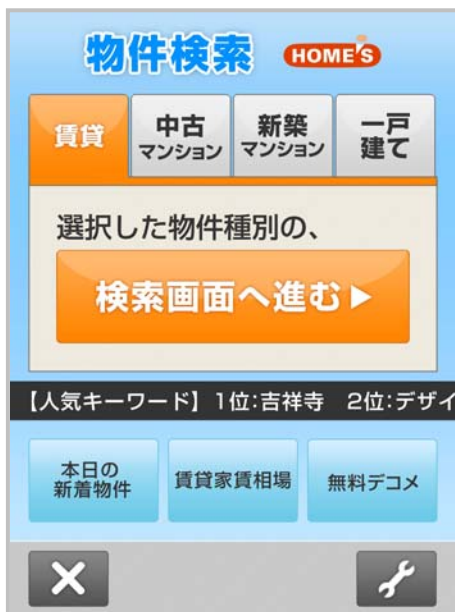 物件検索 HOME'S
賃貸
中古
マンション
新築
マンション
一戸
建て
選択した物件種別の、
検索画面へ進む▶
【人気キーワード】 1位:吉祥寺 2位:デザイ
本日の
新着物件
賃貸家賃相場
無料デコメ